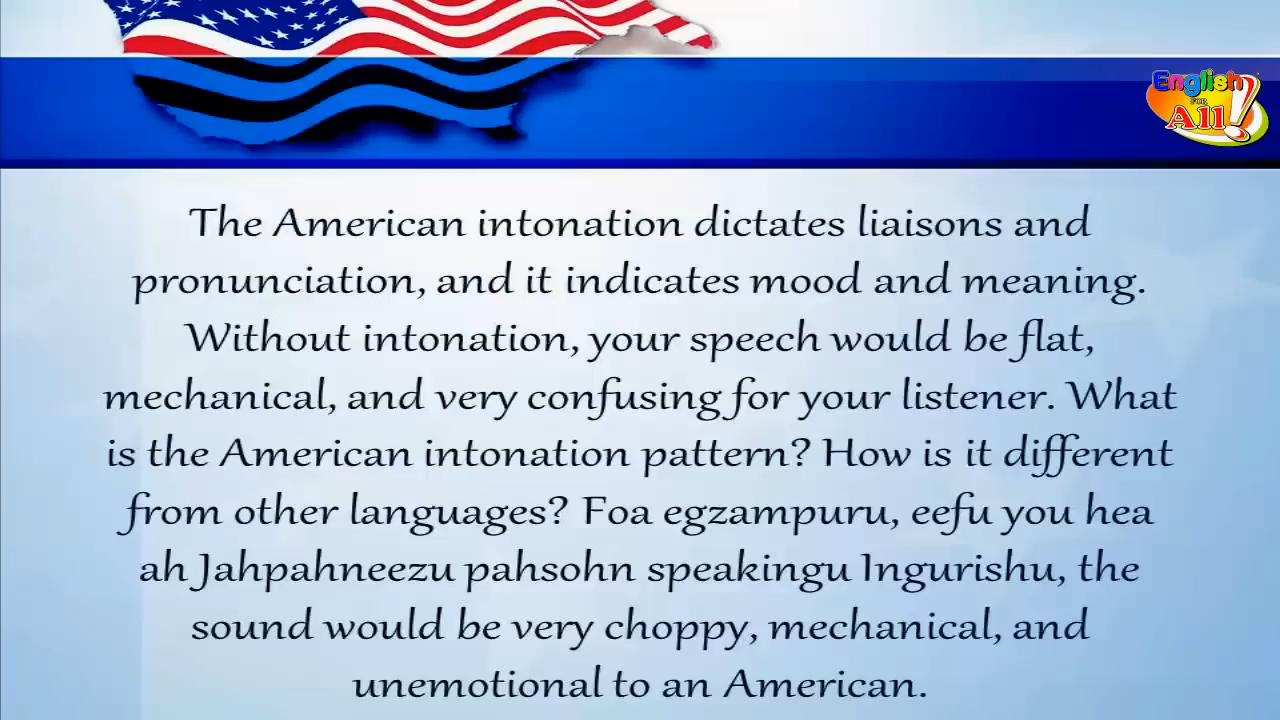 English
FOR
All!
The American intonation dictates liaisons and
pronunciation, and it indicates mood and meaning.
Without intonation, your speech would be flat,
mechanical, and very confusing for your listener. What
is the American intonation pattern? How is it different
from other languages? Foa egzampuru, eefu you hea
ah Jahpahneezu pahsohn speakingu Ingurishu, the
sound would be very choppy, mechanical, and
unemotional to an American.